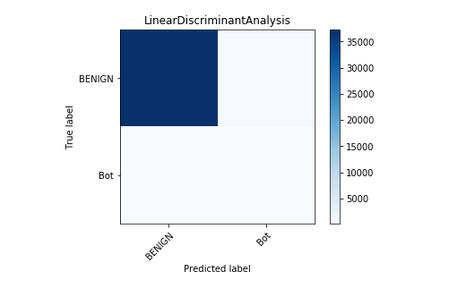 LinearDiscriminantAnalysis
True label
BENIGN
Bot
BENIGN
Bot
Predicted label
35000
30000
25000
20000
15000
10000
5000